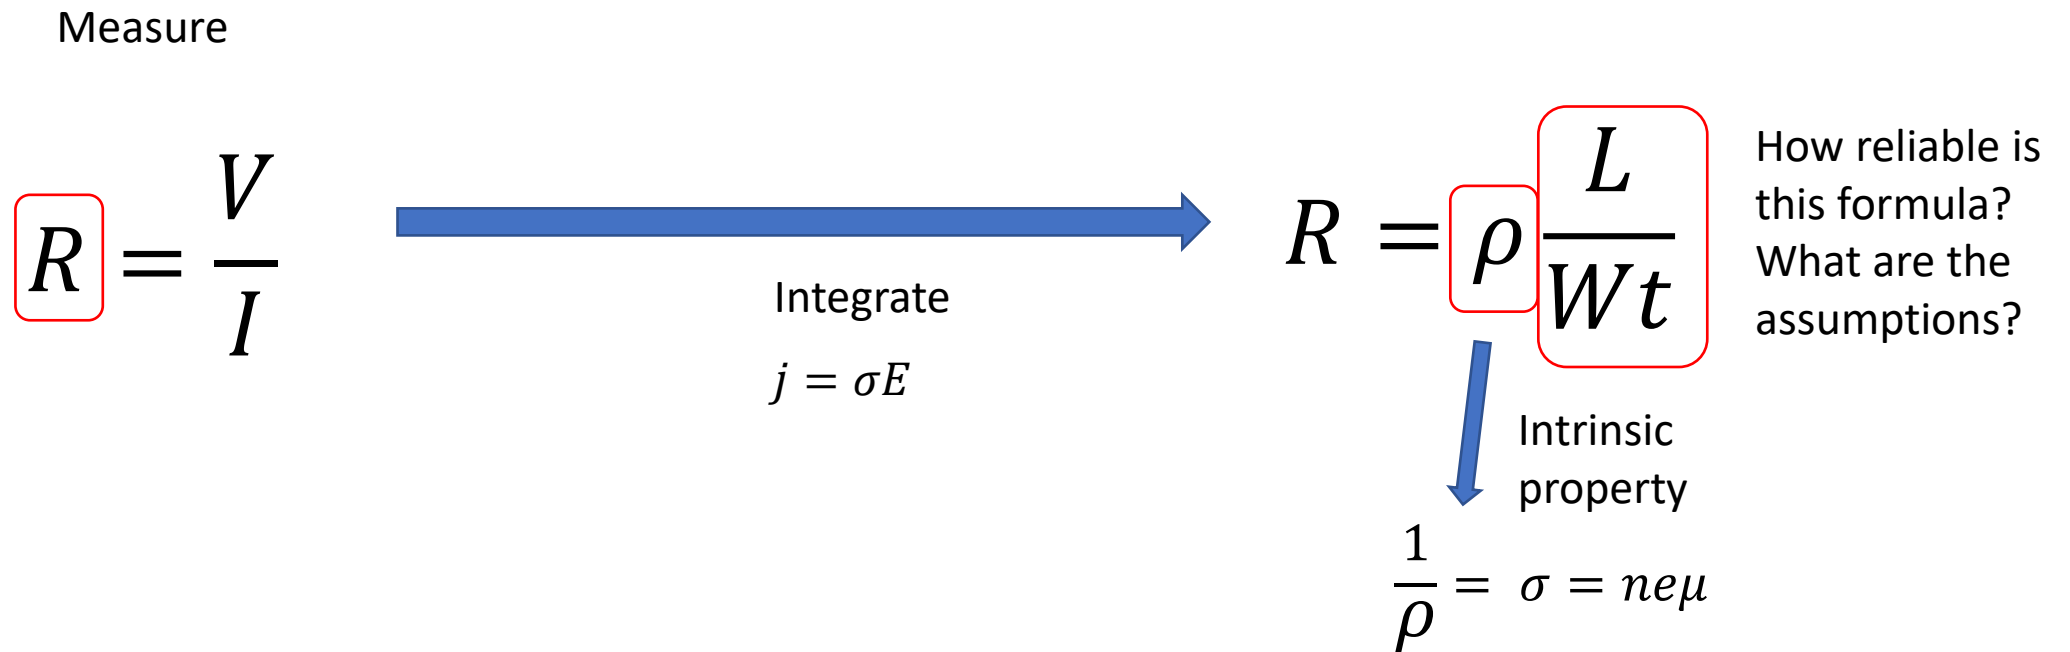 Measure
R = V/I
Integrate
j = σE
R = ρ L/Wt
How reliable is
this formula?
What are the
assumptions?
Intrinsic
property
1/ρ = σ = neμ